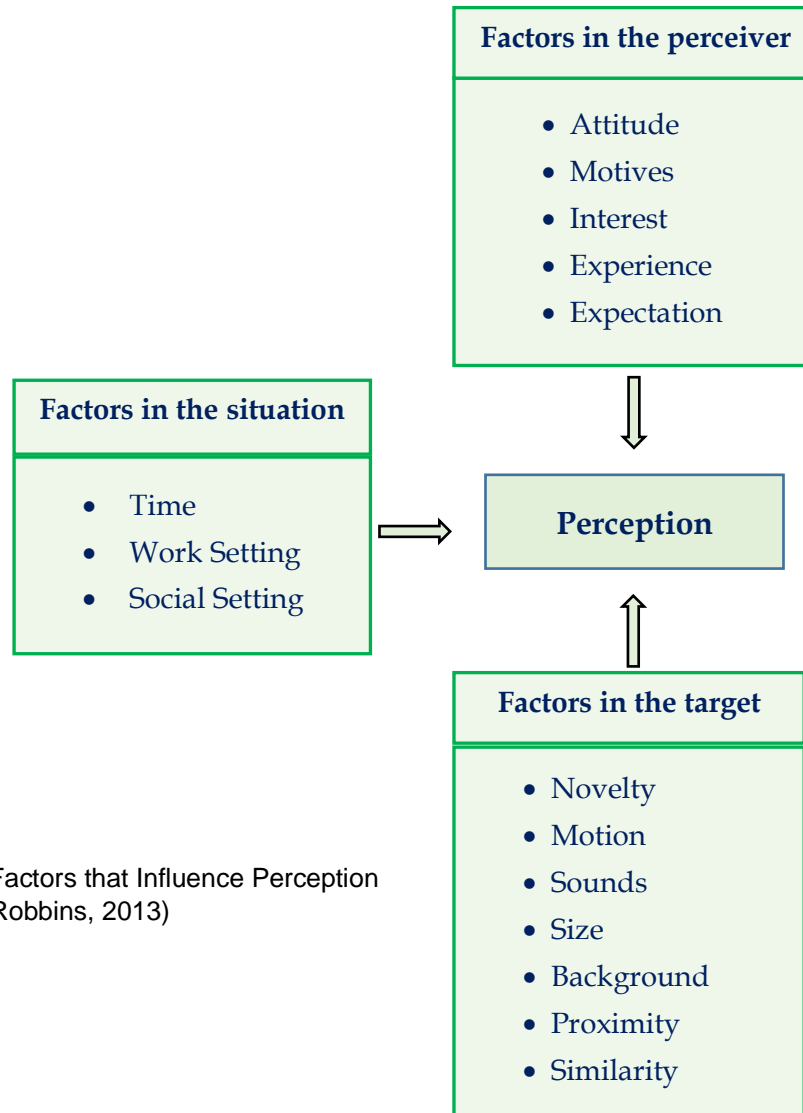 Factors in the perceiver
• Attitude
• Motives
• Interest
• Experience
• Expectation
Factors in the situation
• Time
• Work Setting
• Social Setting
Perception
Factors in the target
• Novelty
• Motion
• Sounds
• Size
• Background
• Proximity
• Similarity
Factors that Influence Perception
Robbins, 2013)